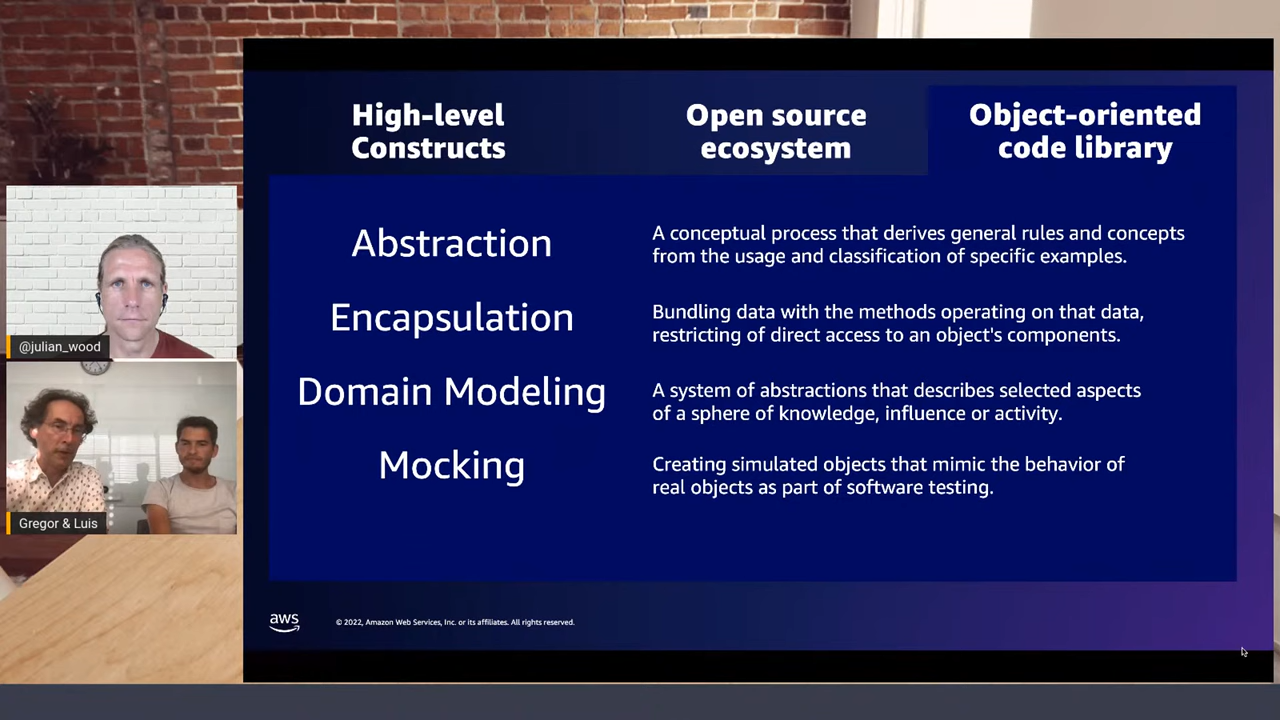 High-level
Constructs
Open source
ecosystem
Object-oriented
code library
Abstraction
A conceptual process that derives general rules and concepts
from the usage and classification of specific examples.
Encapsulation
Bundling data with the methods operating on that data,
restricting of direct access to an object's components.
Domain Modeling
A system of abstractions that describes selected aspects
of a sphere of knowledge, influence or activity.
Mocking
Creating simulated objects that mimic the behavior of
real objects as part of software testing.
@julian_wood
Gregor & Luis
aws
© 2022, Amazon Web Services, Inc. or its affiliates. All rights reserved.